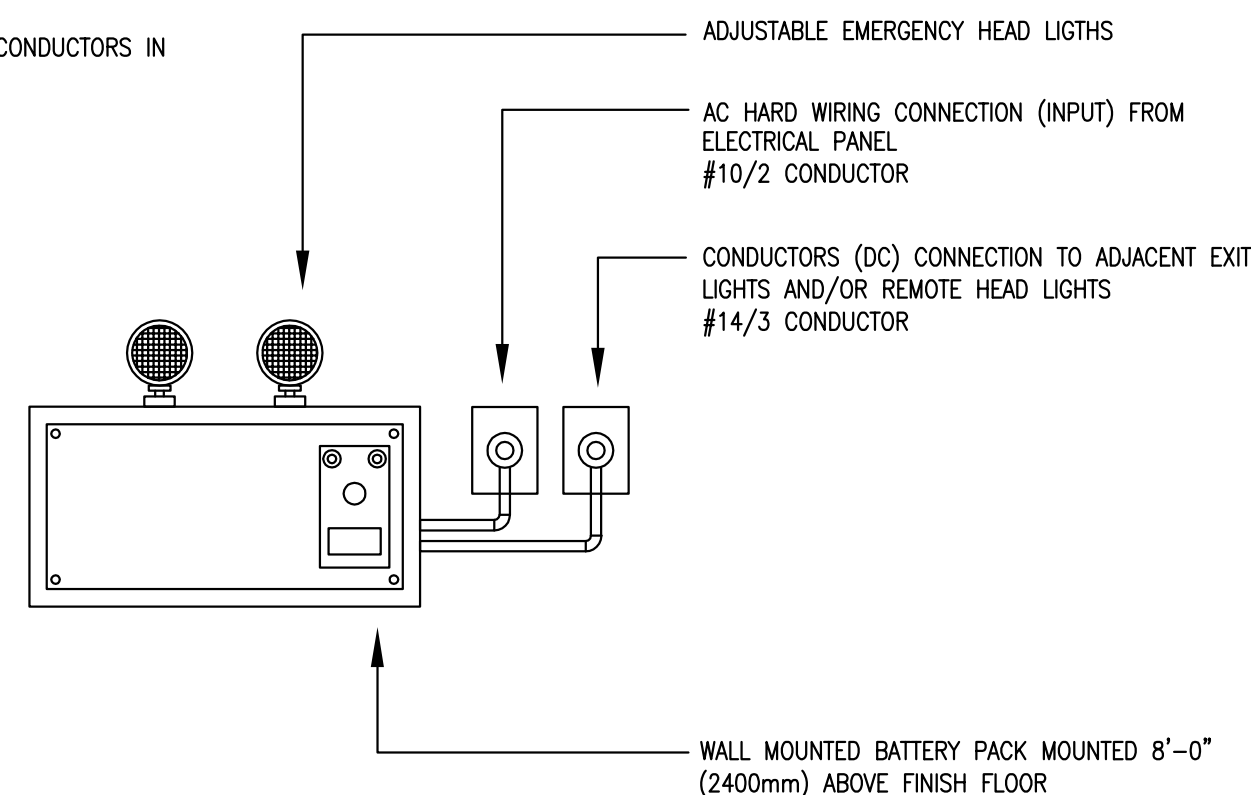 CONDUCTORS IN
ADJUSTABLE EMERGENCY HEAD LIGTHS
AC HARD WIRING CONNECTION (INPUT) FROM
ELECTRICAL PANEL
#10/2 CONDUCTOR
CONDUCTORS (DC) CONNECTION TO ADJACENT EXIT
LIGHTS AND/OR REMOTE HEAD LIGHTS
#14/3 CONDUCTOR
WALL MOUNTED BATTERY PACK MOUNTED 8'-0"
(2400mm) ABOVE FINISH FLOOR